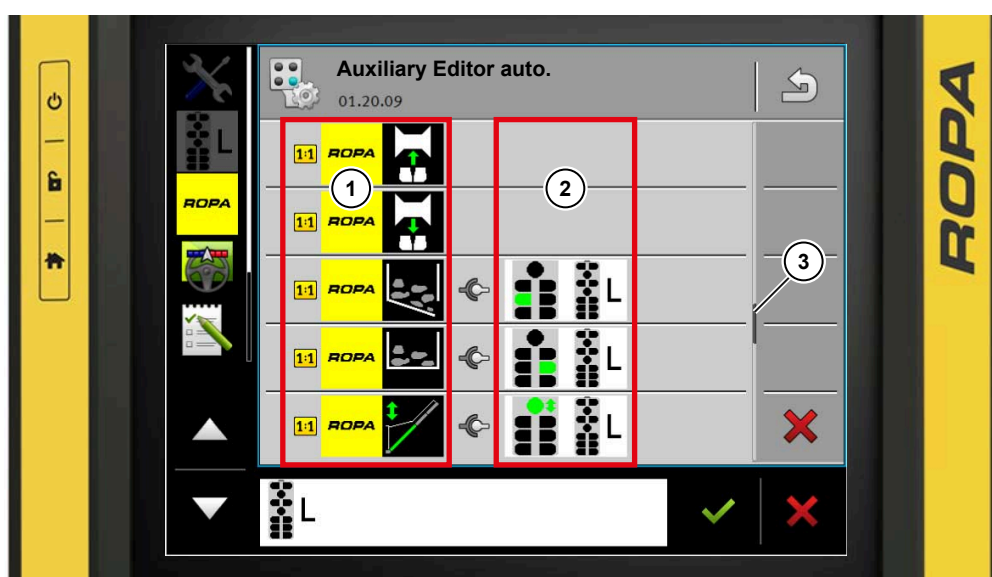 Auxiliary Editor auto.
01.20.09
L
ROPA
1:1 ROPA
1:1 ROPA
1:1 ROPA L
1:1 ROPA L
1:1 ROPA L
1
2
3
L
ROPA